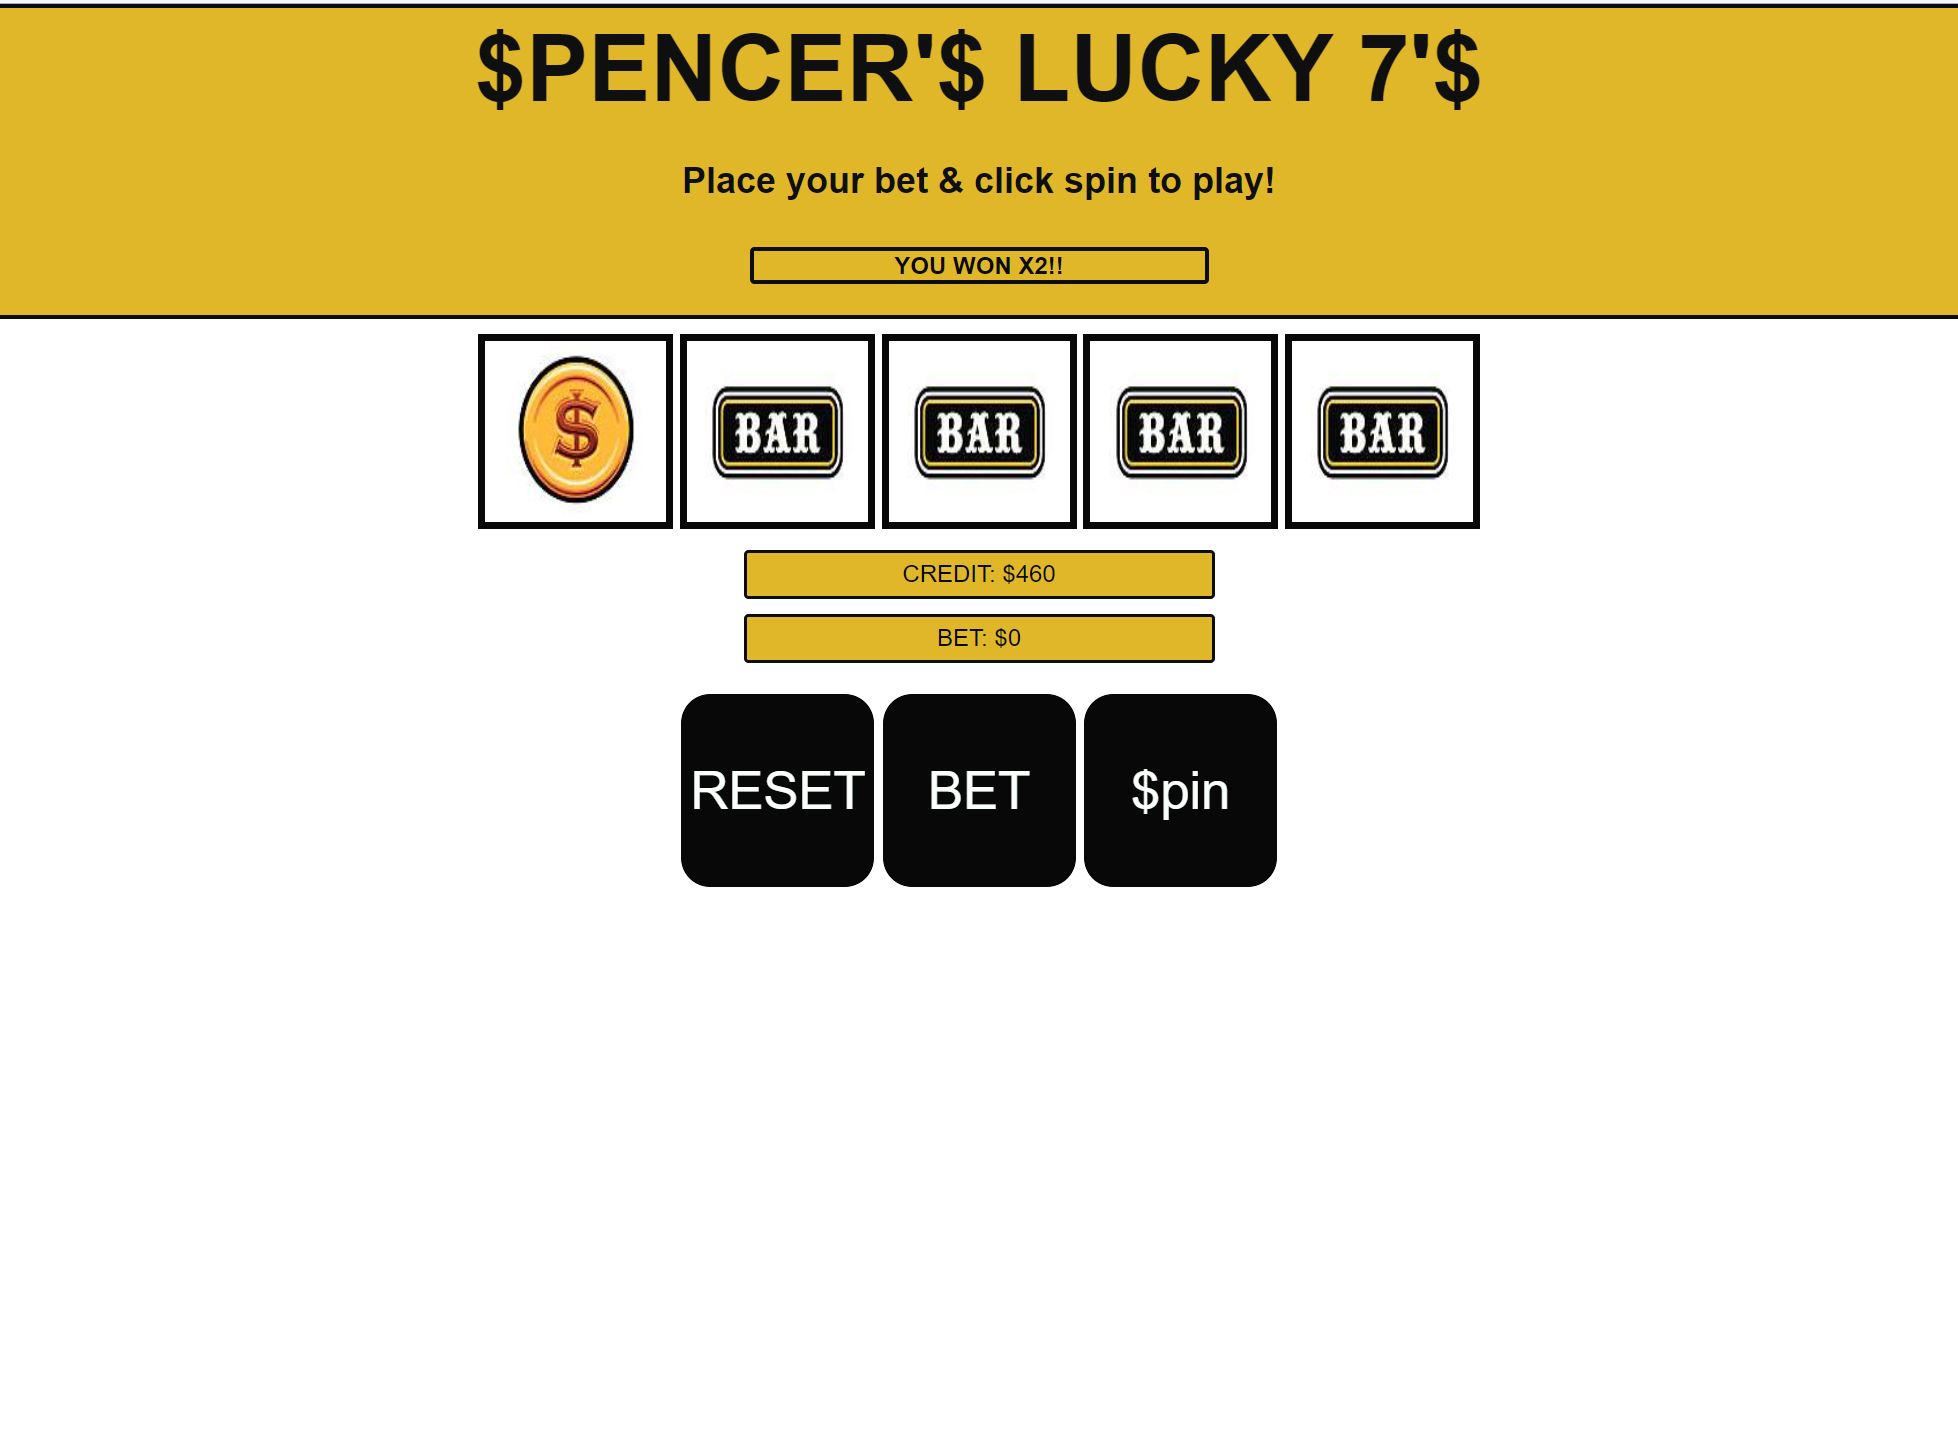 $PENCER'$ LUCKY 7'$
Place your bet & click spin to play!
YOU WON X2!!
$ BAR BAR BAR BAR
CREDIT: $460
BET: $0
RESET BET $pin